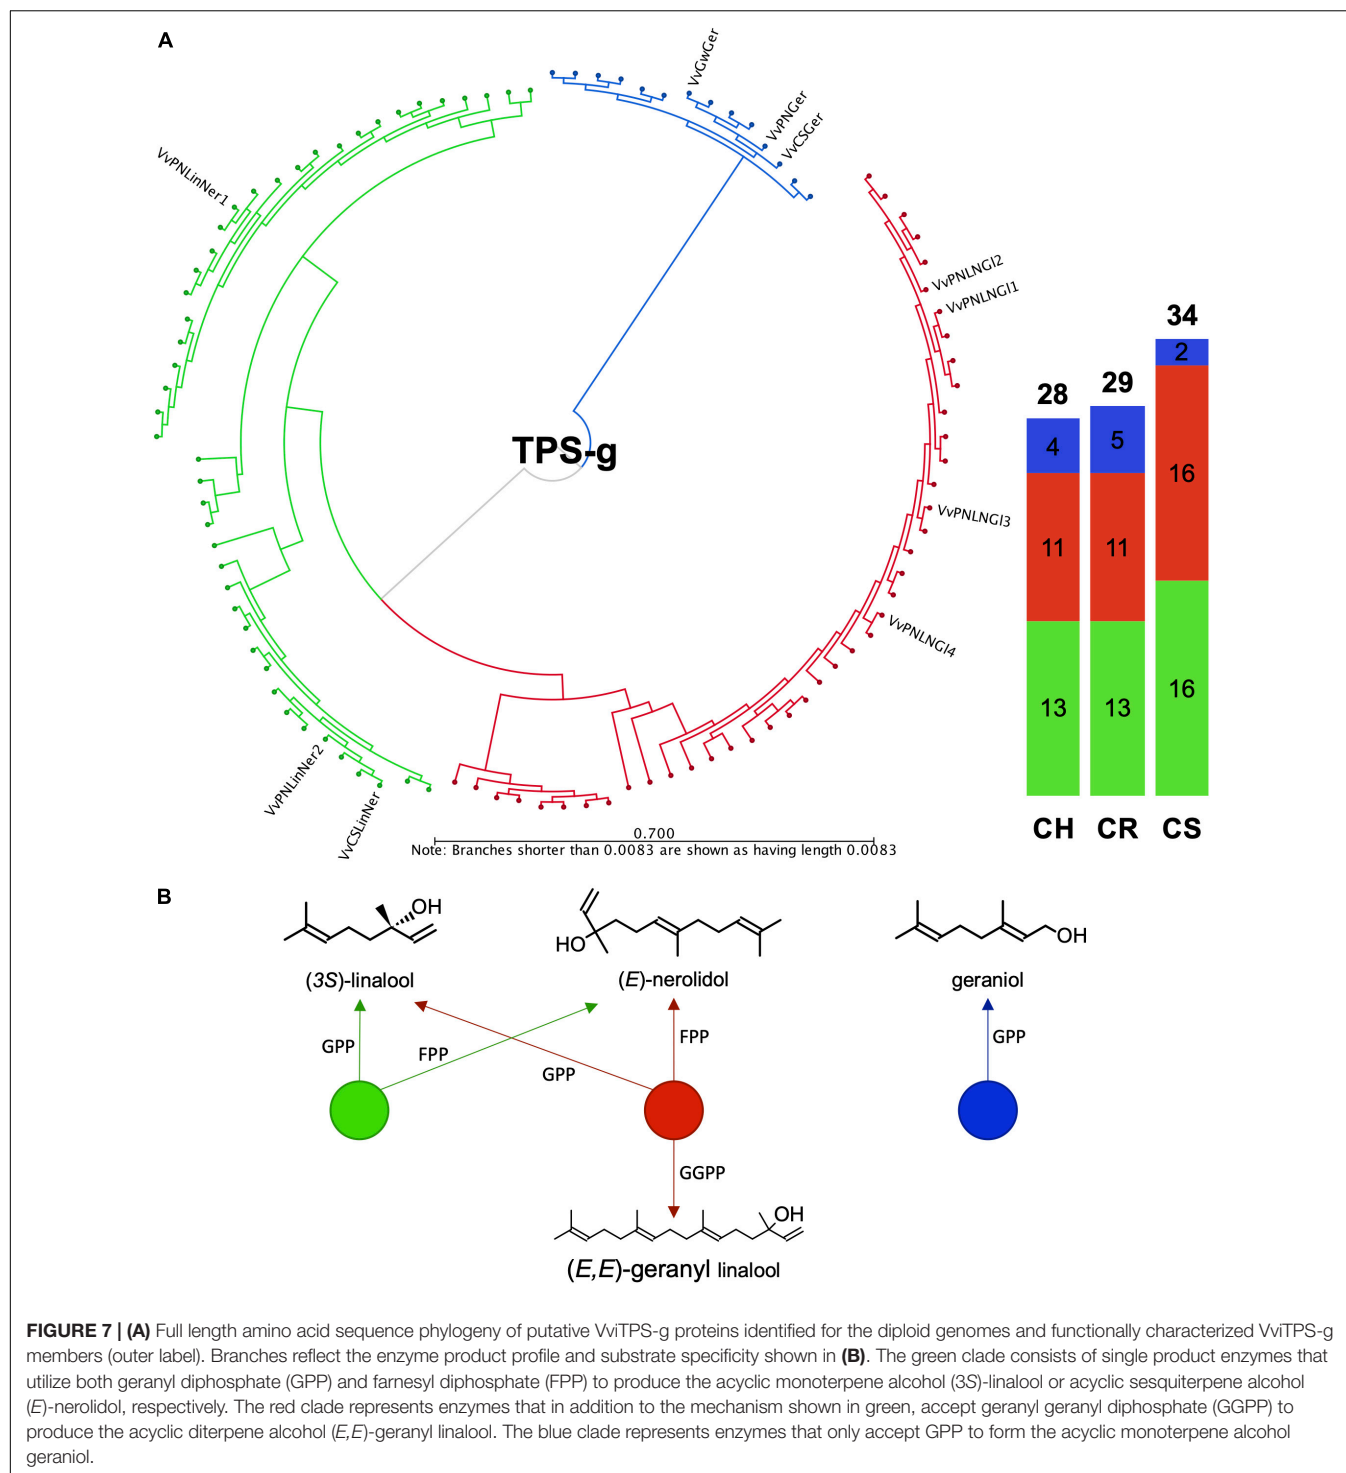 A
VvGwGer
VvPNGer
VvCSGer
VvPNLinNer1
VvPNLNGl2
VvPNLNGl1
34
2
28
29
4
5
16
TPS-g
VvPNLNGl3
11
11
VvPNLNGl4
16
13
13
VvPNLinNer2
VvCSLinNer
CH
CR
CS
0.700
Note: Branches shorter than 0.0083 are shown as having length 0.0083
B
OH
HO
OH
(3S)-linalool
(E)-nerolidol
geraniol
GPP
FPP
GPP
FPP
GPP
GGPP
OH
(E,E)-geranyl linalool
FIGURE 7 | (A) Full length amino acid sequence phylogeny of putative VviTPS-g proteins identified for the diploid genomes and functionally characterized VviTPS-g
members (outer label). Branches reflect the enzyme product profile and substrate specificity shown in (B). The green clade consists of single product enzymes that
utilize both geranyl diphosphate (GPP) and farnesyl diphosphate (FPP) to produce the acyclic monoterpene alcohol (3S)-linalool or acyclic sesquiterpene alcohol
(E)-nerolidol, respectively. The red clade represents enzymes that in addition to the mechanism shown in green, accept geranyl geranyl diphosphate (GGPP) to
produce the acyclic diterpene alcohol (E,E)-geranyl linalool. The blue clade represents enzymes that only accept GPP to form the acyclic monoterpene alcohol
geraniol.